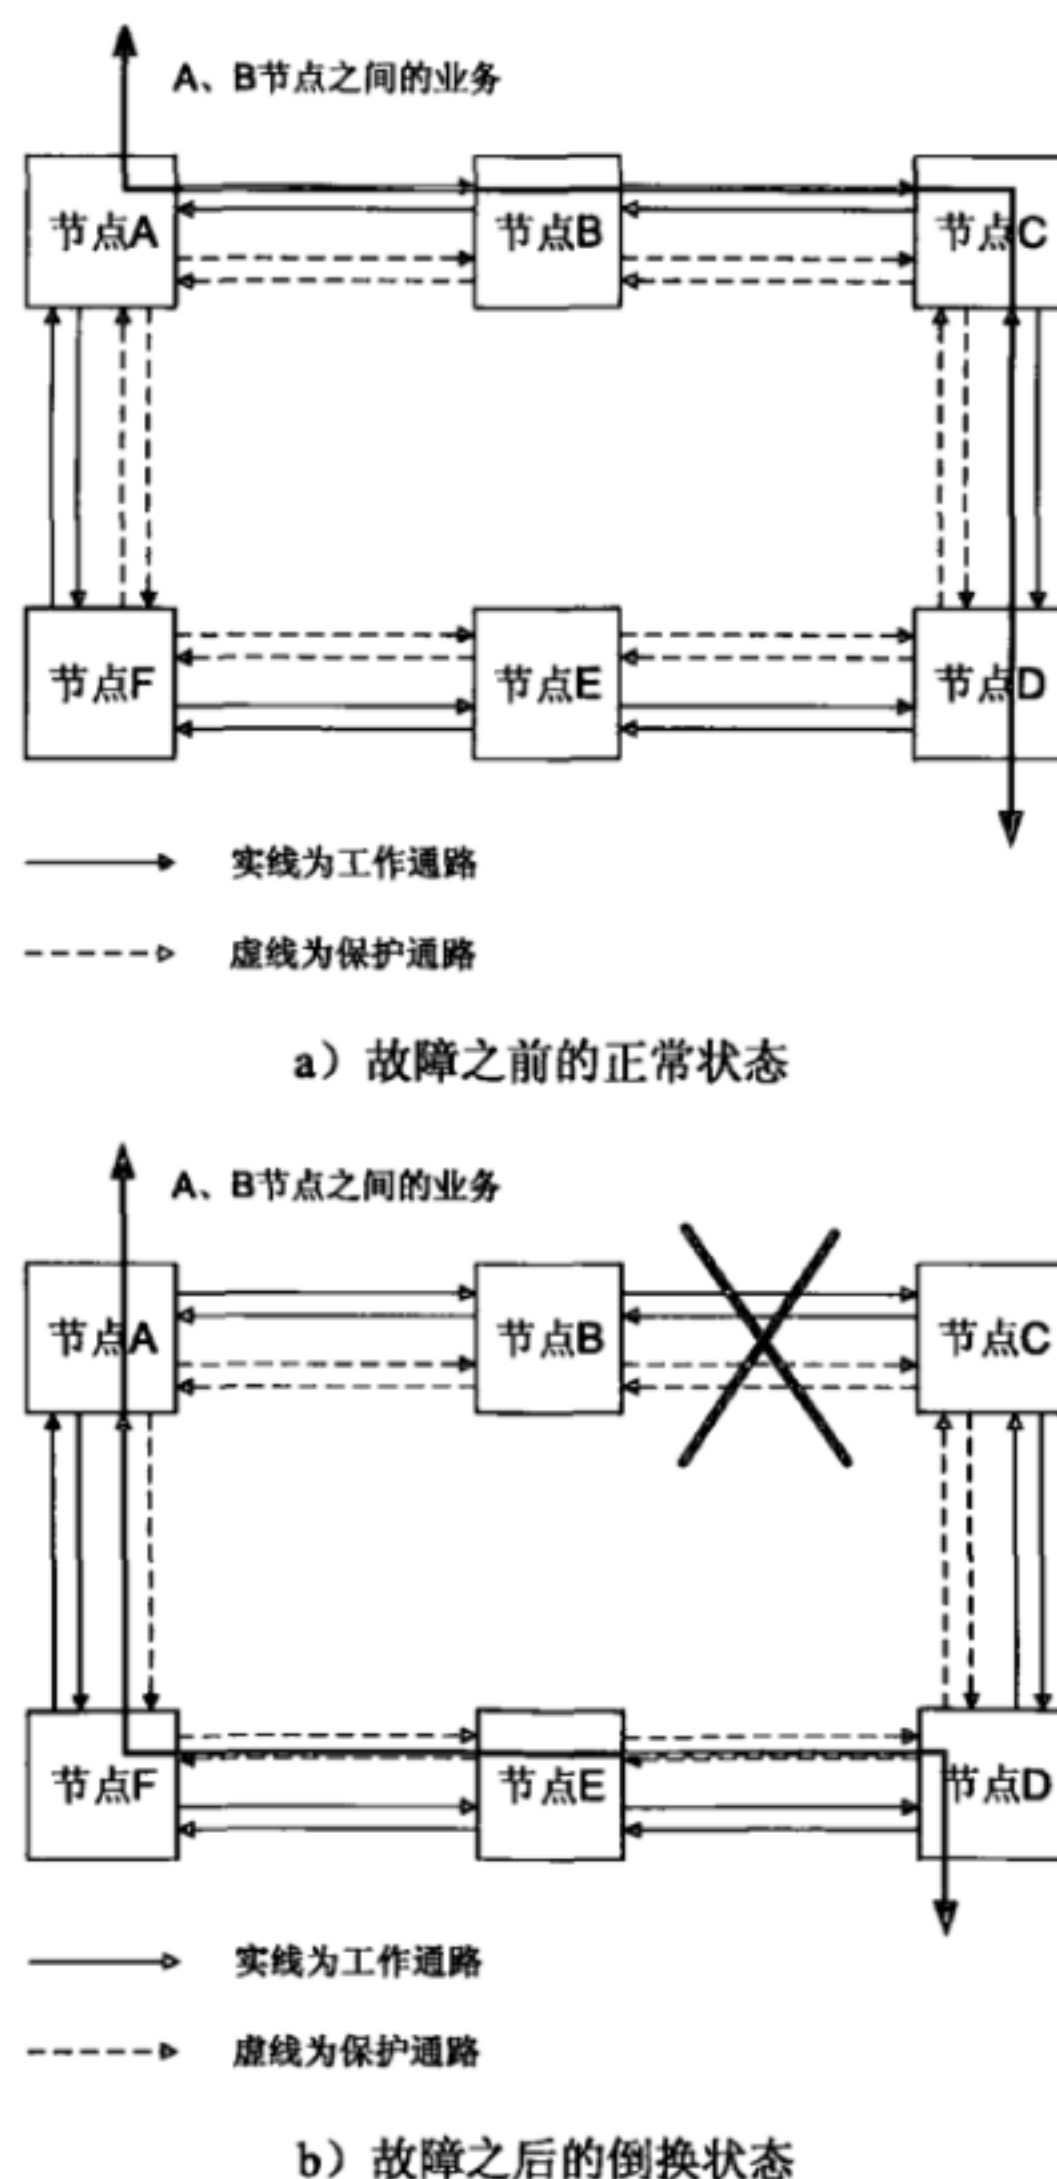 A、B节点之间的业务
节点A
节点B
节点C
节点F
节点E
节点D
实线为工作通路
虚线为保护通路
a）故障之前的正常状态
A、B节点之间的业务
节点A
节点B
节点C
节点F
节点E
节点D
实线为工作通路
虚线为保护通路
b）故障之后的倒换状态